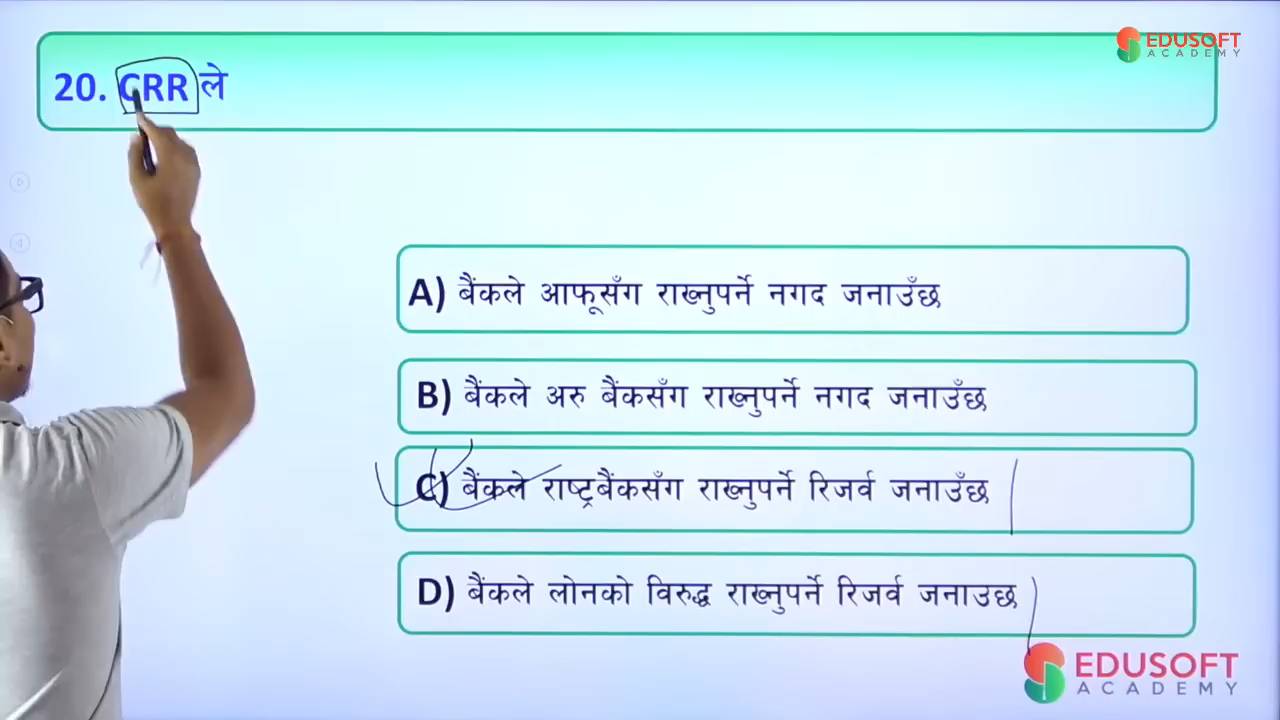 EDUSOFT
ACADEMY
20. CRR ले
A) बैंकले आफूसँग राख्नुपर्ने नगद जनाउँछ
B) बैंकले अरु बैंकसँग राख्नुपर्ने नगद जनाउँछ
C) बैंकले राष्ट्रबैंकसँग राख्नुपर्ने रिजर्व जनाउँछ
D) बैंकले लोनको विरुद्ध राख्नुपर्ने रिजर्व जनाउछ
EDUSOFT
ACADEMY